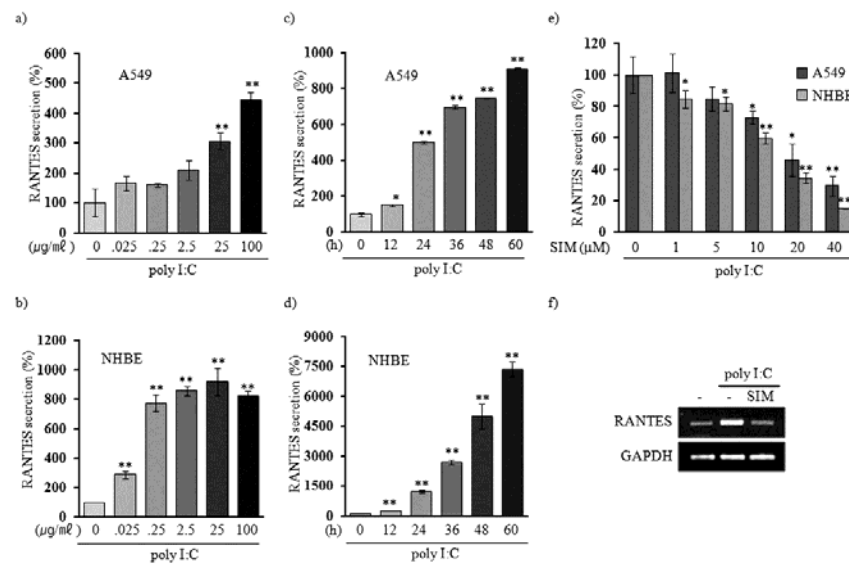 a)
A549
RANTES secretion (%)
600
500
400
300
200
100
0
**
**
(μg/㎖) 0 .025 .25 2.5 25 100
poly I:C
c)
A549
RANTES secretion (%)
1000
800
600
400
200
0
*
**
**
**
**
(h) 0 12 24 36 48 60
poly I:C
e)
A549
NHBE
RANTES secretion (%)
120
100
80
60
40
20
0
*
*
*
**
*
**
**
**
SIM (μM) 0 1 5 10 20 40
poly I:C
b)
NHBE
RANTES secretion (%)
1200
1000
800
600
400
200
0
**
**
**
**
**
(μg/㎖) 0 .025 .25 2.5 25 100
poly I:C
d)
NHBE
RANTES secretion (%)
9000
7500
6000
4500
3000
1500
0
**
**
**
**
**
(h) 0 12 24 36 48 60
poly I:C
f)
poly I:C
- - SIM
RANTES
GAPDH